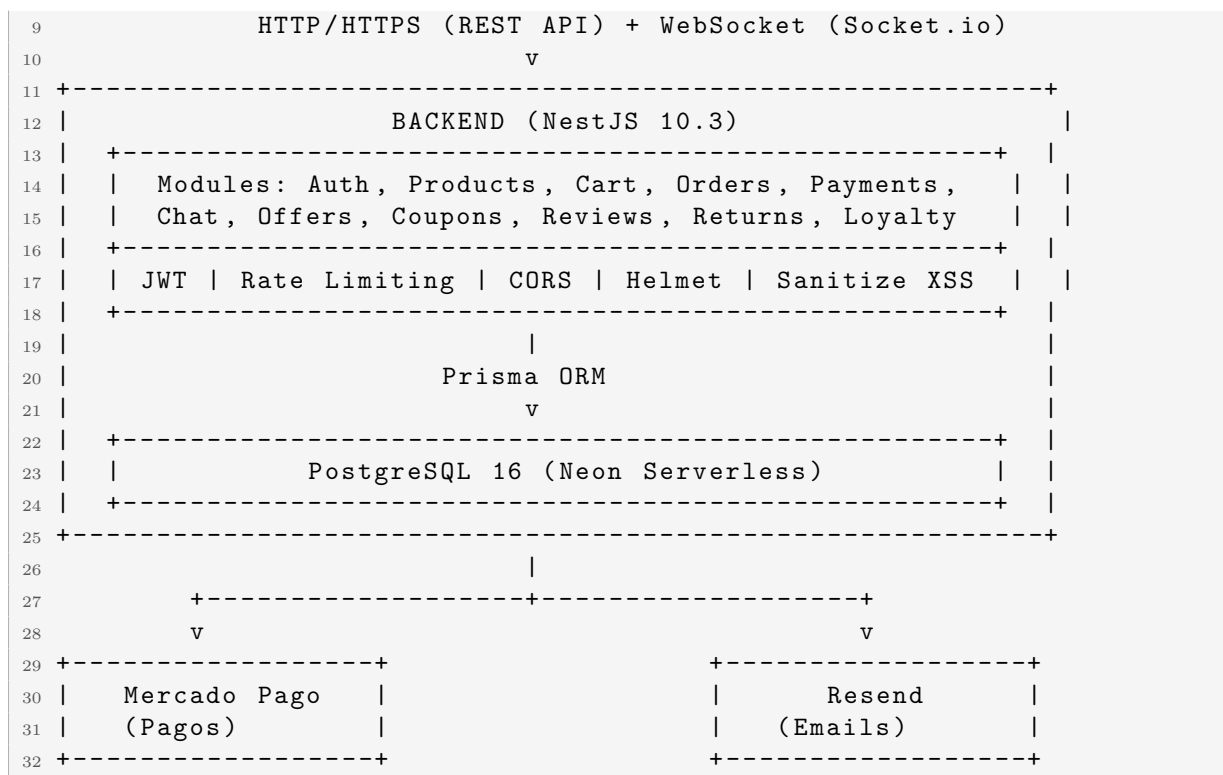 9 HTTP/HTTPS (REST API) + WebSocket (Socket.io)
10 v
11 +----------------------------------------------------------+
12 | BACKEND (NestJS 10.3) |
13 | +----------------------------------------------------+ |
14 | | Modules: Auth, Products, Cart, Orders, Payments, | |
15 | | Chat, Offers, Coupons, Reviews, Returns, Loyalty | |
16 | +----------------------------------------------------+ |
17 | | JWT | Rate Limiting | CORS | Helmet | Sanitize XSS | |
18 | +----------------------------------------------------+ |
19 | | |
20 | Prisma ORM |
21 | v |
22 | +----------------------------------------------------+ |
23 | | PostgreSQL 16 (Neon Serverless) | |
24 | +----------------------------------------------------+ |
25 +----------------------------------------------------------+
26 |
27 +-------------------+-------------------+
28 v v
29 +------------------+ +------------------+
30 | Mercado Pago | | Resend |
31 | (Pagos) | | (Emails) |
32 +------------------+ +------------------+